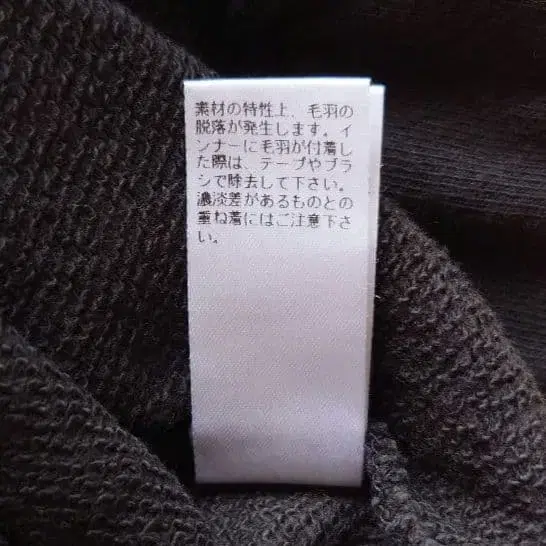 素材の特性上、毛羽の
脱落が発生します。イ
ンナーに毛羽が付着し
た際は、テープやブラ
シで除去して下さい。
濃淡差があるものとの
重ね着にはご注意下さ
い。